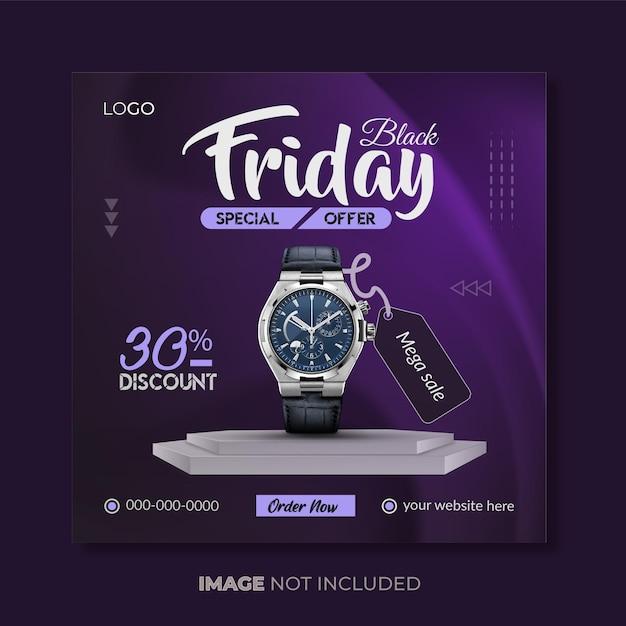 LOGO
Black
Friday
SPECIAL OFFER
30%
DISCOUNT
Mega sale
000-000-0000
Order Now
your website here
IMAGE NOT INCLUDED